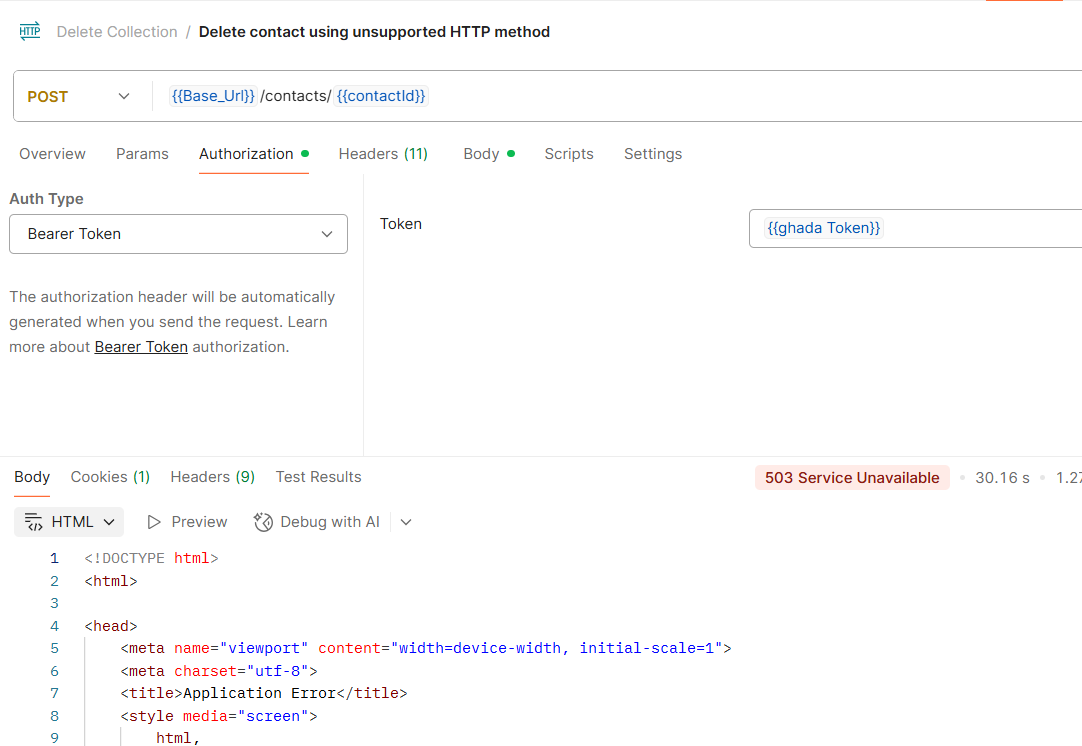 HTTP Delete Collection / Delete contact using unsupported HTTP method
POST {{Base_Url}} /contacts/ {{contactId}}
Overview Params Authorization Headers (11) Body Scripts Settings
Auth Type
Bearer Token
Token {{ghada Token}}
The authorization header will be automatically
generated when you send the request. Learn
more about Bearer Token authorization.
Body Cookies (1) Headers (9) Test Results 503 Service Unavailable 30.16 s 1.27
HTML Preview Debug with AI
1 <!DOCTYPE html>
2 <html>
3
4 <head>
5 <meta name="viewport" content="width=device-width, initial-scale=1">
6 <meta charset="utf-8">
7 <title>Application Error</title>
8 <style media="screen">
9 html,